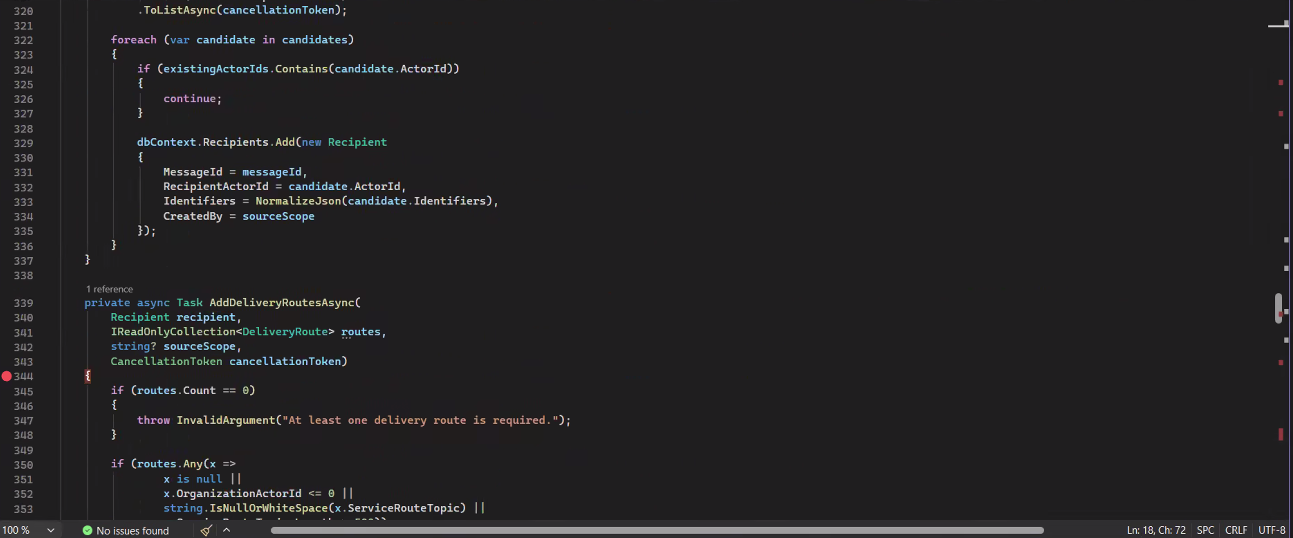 320 .ToListAsync(cancellationToken);
321
322 foreach (var candidate in candidates)
323 {
324 if (existingActorIds.Contains(candidate.ActorId))
325 {
326 continue;
327 }
328
329 dbContext.Recipients.Add(new Recipient
330 {
331 MessageId = messageId,
332 RecipientActorId = candidate.ActorId,
333 Identifiers = NormalizeJson(candidate.Identifiers),
334 CreatedBy = sourceScope
335 });
336 }
337 }
338
1 reference
339 private async Task AddDeliveryRoutesAsync(
340 Recipient recipient,
341 IReadOnlyCollection<DeliveryRoute> routes,
342 string? sourceScope,
343 CancellationToken cancellationToken)
344 {
345 if (routes.Count == 0)
346 {
347 throw InvalidArgument("At least one delivery route is required.");
348 }
349
350 if (routes.Any(x =>
351 x is null ||
352 x.OrganizationActorId <= 0 ||
353 string.IsNullOrWhiteSpace(x.ServiceRouteTopic) ||
100 % No issues found Ln: 18, Ch: 72 SPC CRLF UTF-8